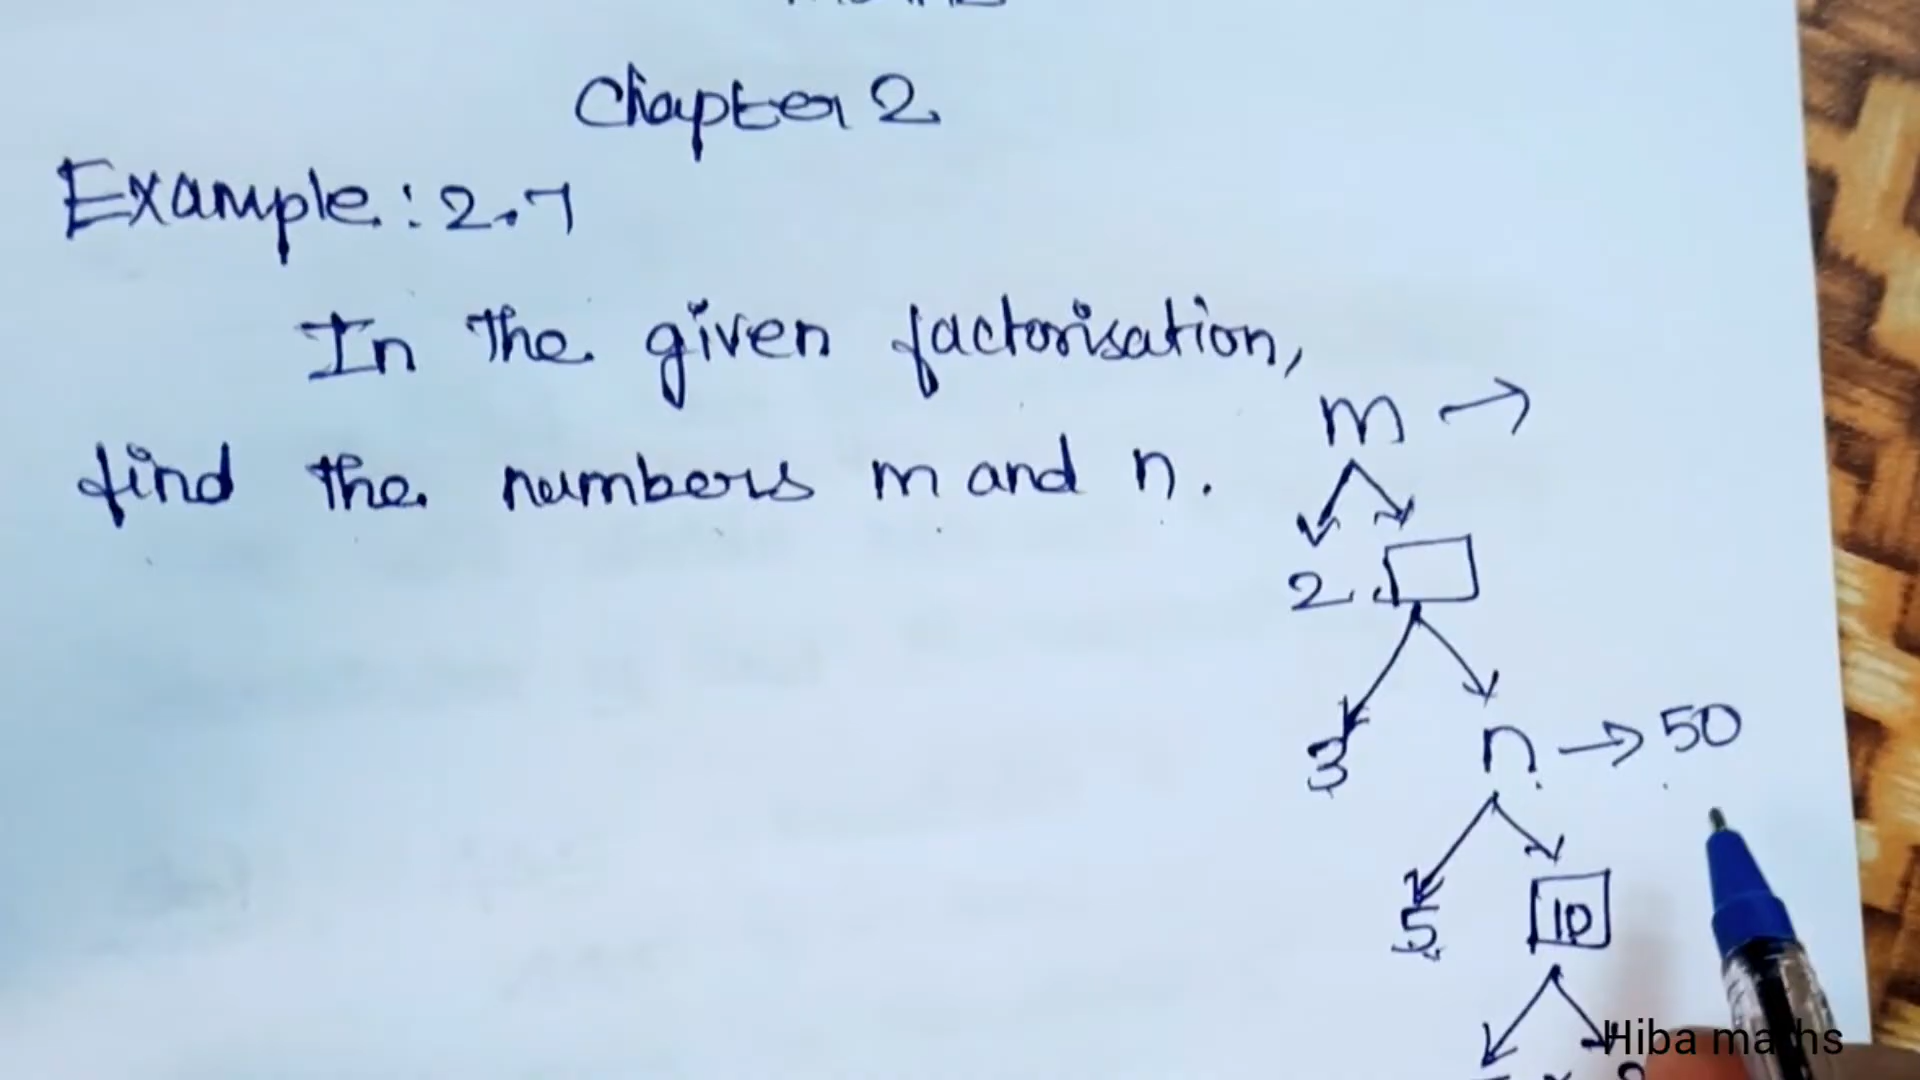 Chapter 2
Example: 2.7
In the given factorisation,
find the numbers m and n.
m →
2
3
n → 50
5
10
Hiba maths